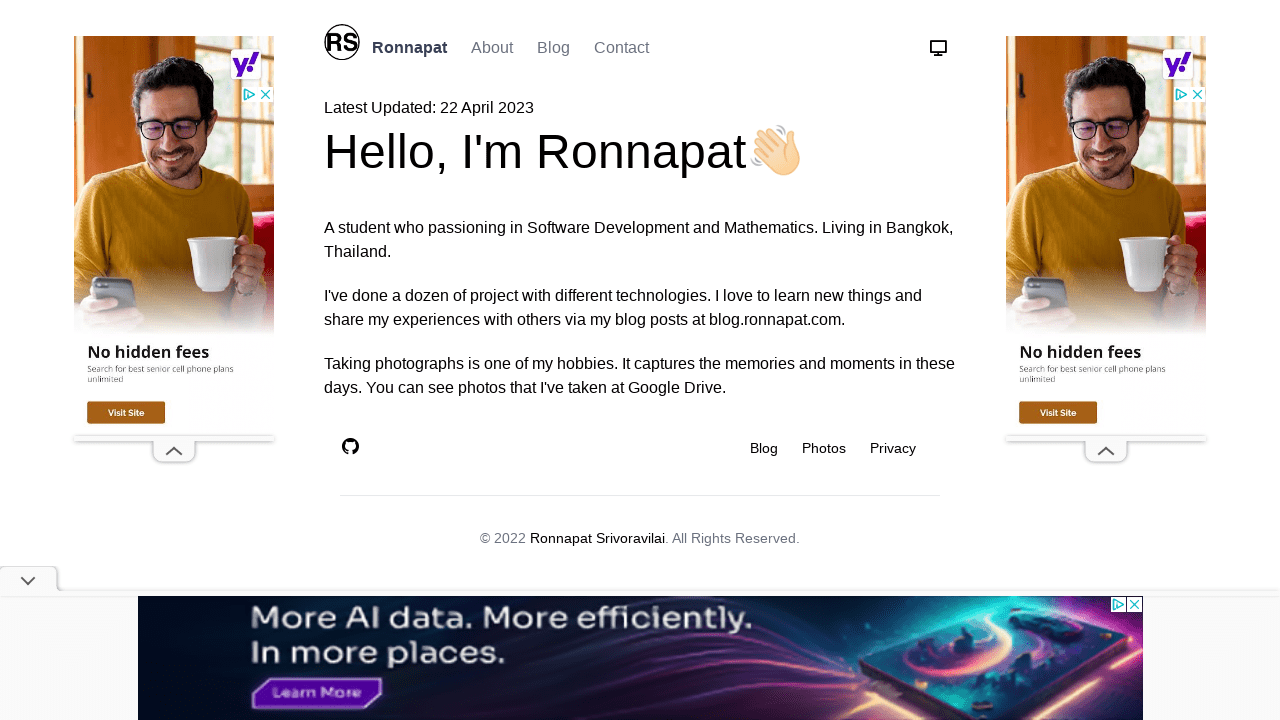 RS
Ronnapat
About
Blog
Contact
Latest Updated: 22 April 2023
Hello, I'm Ronnapat👋🏼
A student who passioning in Software Development and Mathematics. Living in Bangkok,
Thailand.
I've done a dozen of project with different technologies. I love to learn new things and
share my experiences with others via my blog posts at blog.ronnapat.com.
Taking photographs is one of my hobbies. It captures the memories and moments in these
days. You can see photos that I've taken at Google Drive.
Blog
Photos
Privacy
© 2022 Ronnapat Srivoravilai. All Rights Reserved.
y!
No hidden fees
Search for best senior cell phone plans
unlimited
Visit Site
y!
No hidden fees
Search for best senior cell phone plans
unlimited
Visit Site
More AI data. More efficiently.
In more places.
Learn More